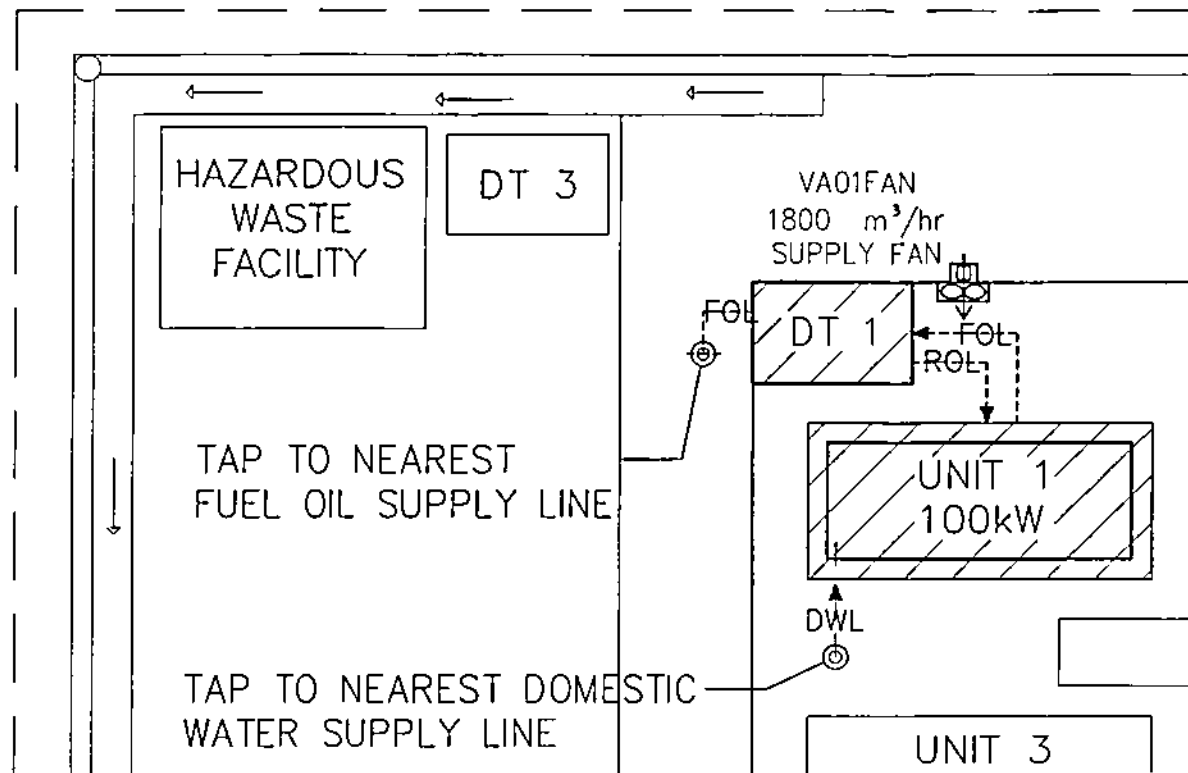 HAZARDOUS
WASTE
FACILITY
DT 3
VA01FAN
1800 m³/hr
SUPPLY FAN
FOL
DT 1
FOL
ROL
TAP TO NEAREST
FUEL OIL SUPPLY LINE
UNIT 1
100kW
DWL
TAP TO NEAREST DOMESTIC
WATER SUPPLY LINE
UNIT 3